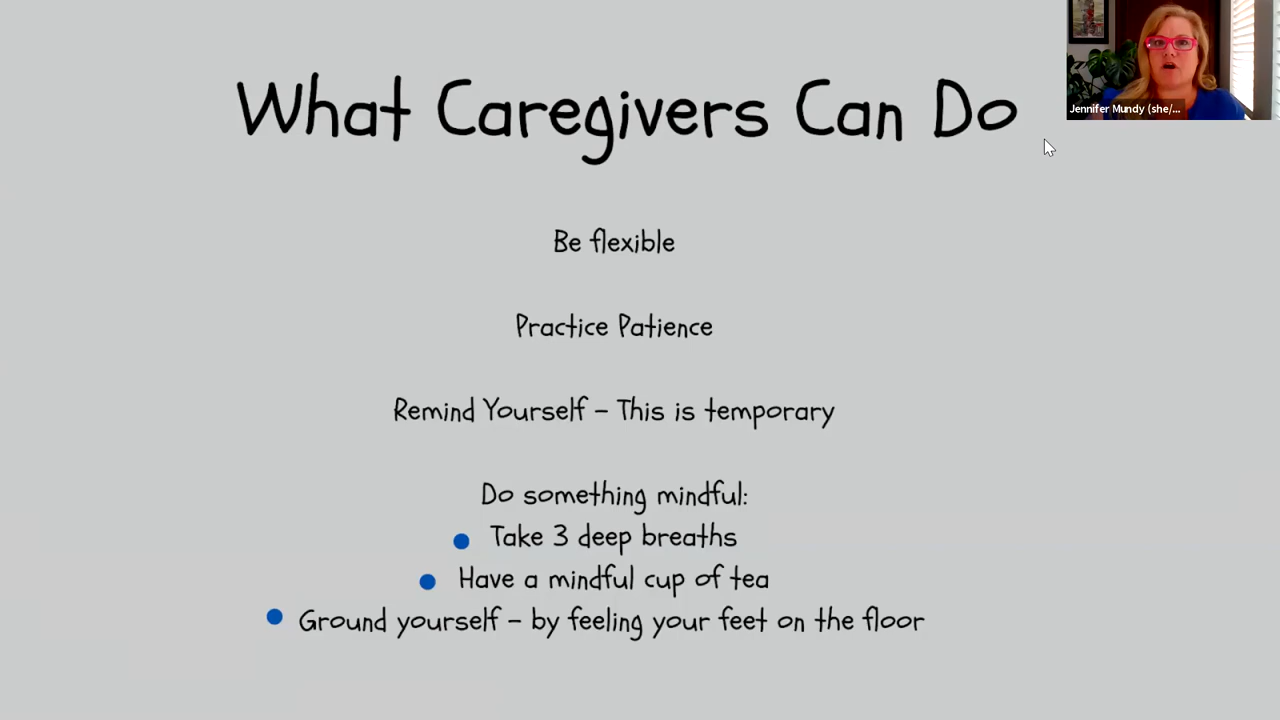 What Caregivers Can Do
Jennifer Mundy (she/...
Be flexible
Practice Patience
Remind Yourself – This is temporary
Do something mindful:
Take 3 deep breaths
Have a mindful cup of tea
Ground yourself – by feeling your feet on the floor